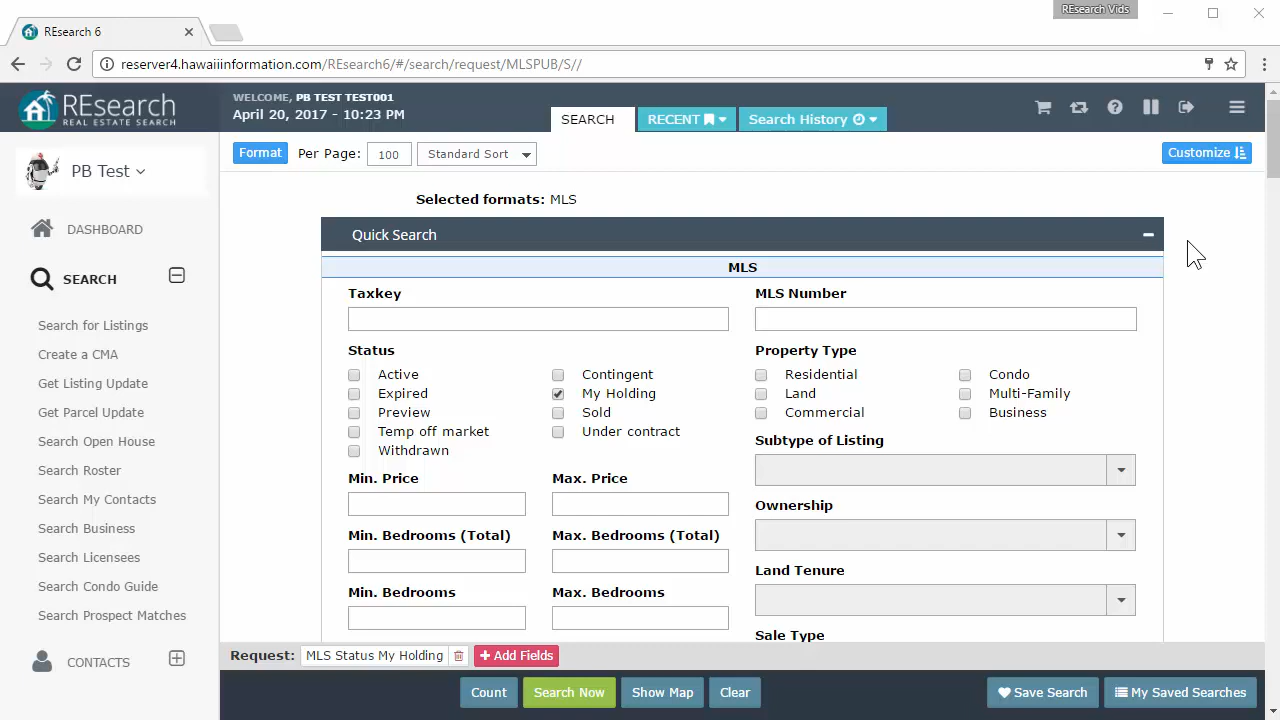 REsearch Vids
REsearch 6
reserver4.hawaiiinformation.com/REsearch6/#/search/request/MLSPUB/S//
REsearch
REAL ESTATE SEARCH
WELCOME, PB TEST TEST001
April 20, 2017 - 10:23 PM
SEARCH
RECENT
Search History
Format
Per Page:
100
Standard Sort
Customize
PB Test
DASHBOARD
SEARCH
Search for Listings
Create a CMA
Get Listing Update
Get Parcel Update
Search Open House
Search Roster
Search My Contacts
Search Business
Search Licensees
Search Condo Guide
Search Prospect Matches
CONTACTS
Selected formats: MLS
Quick Search
MLS
Taxkey
MLS Number
Status
Active
Contingent
Expired
My Holding
Preview
Sold
Temp off market
Under contract
Withdrawn
Property Type
Residential
Condo
Land
Multi-Family
Commercial
Business
Subtype of Listing
Min. Price
Max. Price
Ownership
Min. Bedrooms (Total)
Max. Bedrooms (Total)
Land Tenure
Min. Bedrooms
Max. Bedrooms
Sale Type
Request:
MLS Status My Holding
Add Fields
Count
Search Now
Show Map
Clear
Save Search
My Saved Searches